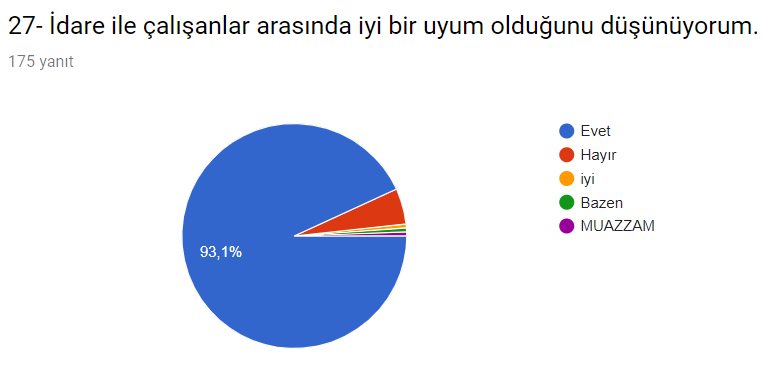 27- İdare ile çalışanlar arasında iyi bir uyum olduğunu düşünüyorum.
175 yanıt
Evet
Hayır
iyi
Bazen
MUAZZAM
93,1%